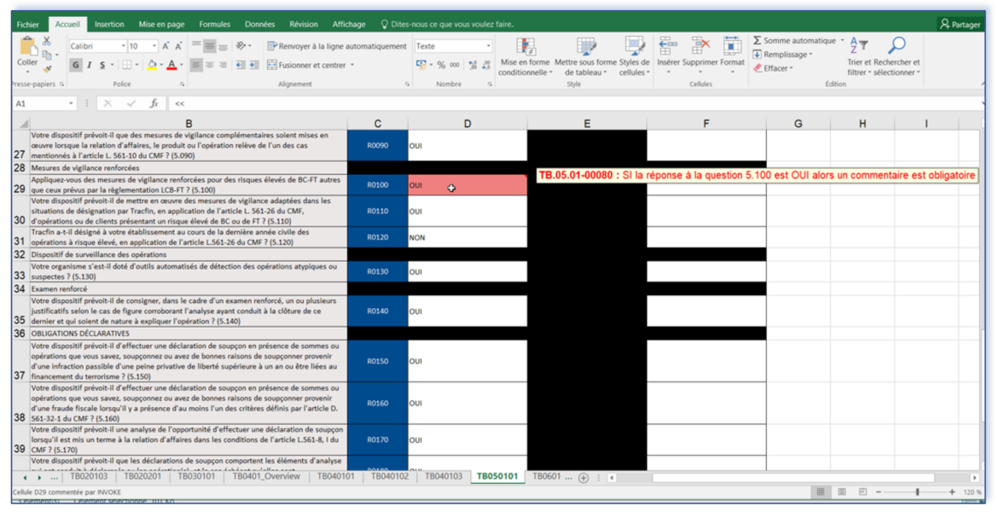 Fichier Accueil Insertion Mise en page Formules Données Révision Affichage Dites-nous ce que vous voulez faire.. Partager
Coller Calibri 10 A A Renvoyer à la ligne automatiquement Texte Mise en forme conditionnelle Mettre sous forme de tableau Styles de cellules Insérer Supprimer Format Somme automatique Remplissage Effacer Trier et filtrer Rechercher et sélectionner
G I S A Fusionner et centrer % 000
Presse-papiers Police Alignement Nombre Style Cellules Édition
A1 fx <<
B C D E F G H I
27 Votre dispositif prévoit-il que des mesures de vigilance complémentaires soient mises en
œuvre lorsque la relation d'affaires, le produit ou l'opération relève de l'un des cas
mentionnés à l'article L. 561-10 du CMF ? (5.090) R0090 OUI
28 Mesures de vigilance renforcées
29 Appliquez-vous des mesures de vigilance renforcées pour des risques élevés de BC-FT autres
que ceux prévus par la règlementation LCB-FT ? (5.100) R0100 OUI
TB.05.01-00080 : SI la réponse à la question 5.100 est OUI alors un commentaire est obligatoire
30 Votre dispositif prévoit-il de mettre en œuvre des mesures de vigilance adaptées dans les
situations de désignation par Tracfin, en application de l'article L. 561-26 du CMF,
d'opérations ou de clients présentant un risque élevé de BC ou de FT ? (5.110) R0110 OUI
31 Tracfin a-t-il désigné à votre établissement au cours de la dernière année civile des
opérations à risque élevé, en application de l'article L.561-26 du CMF ? (5.120) R0120 NON
32 Dispositif de surveillance des opérations
33 Votre organisme s'est-il doté d'outils automatisés de détection des opérations atypiques ou
suspectes ? (5.130) R0130 OUI
34 Examen renforcé
35 Votre dispositif prévoit-il de consigner, dans le cadre d'un examen renforcé, un ou plusieurs
justificatifs selon le cas de figure corroborant l'analyse ayant conduit à la clôture de ce
dernier et qui soient de nature à expliquer l'opération ? (5.140) R0140 OUI
36 OBLIGATIONS DÉCLARATIVES
37 Votre dispositif prévoit-il d'effectuer une déclaration de soupçon en présence de sommes ou
opérations que vous savez, soupçonnez ou avez de bonnes raisons de soupçonner provenir
d'une infraction passible d'une peine privative de liberté supérieure à un an ou être liées au
financement du terrorisme ? (5.150) R0150 OUI
38 Votre dispositif prévoit-il d'effectuer une déclaration de soupçon en présence de sommes ou
opérations que vous savez, soupçonnez ou avez de bonnes raisons de soupçonner provenir
d'une fraude fiscale lorsqu'il y a présence d'au moins l'un des critères définis par l'article D.
561-32-1 du CMF ? (5.160) R0160 OUI
39 Votre dispositif prévoit-il une analyse de l'opportunité d'effectuer une déclaration de soupçon
lorsqu'il est mis un terme à la relation d'affaires dans les conditions de l'article L.561-8, I du
CMF ? (5.170) R0170 OUI
Votre dispositif prévoit-il que les déclarations de soupçon comportent les éléments d'analyse
... TB020103 TB020201 TB030101 TB0401_Overview TB040101 TB040102 TB040103 TB050101 TB0601 ...
Cellule D29 commentée par INVOKE 120 %